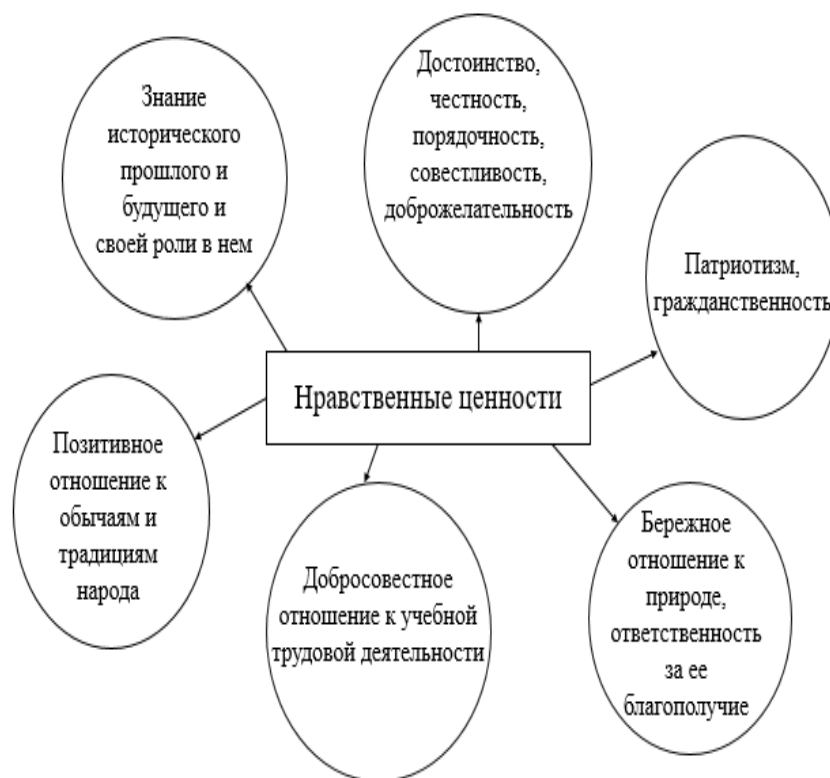 Знание
исторического
прошлого и
будущего и
своей роли в нем
Достоинство,
честность,
порядочность,
совестливость,
доброжелательность
Патриотизм,
гражданственность
Нравственные ценности
Позитивное
отношение к
обычаям и
традициям
народа
Добросовестное
отношение к учебной
трудовой деятельности
Бережное
отношение к
природе,
ответственность
за ее
благополучие